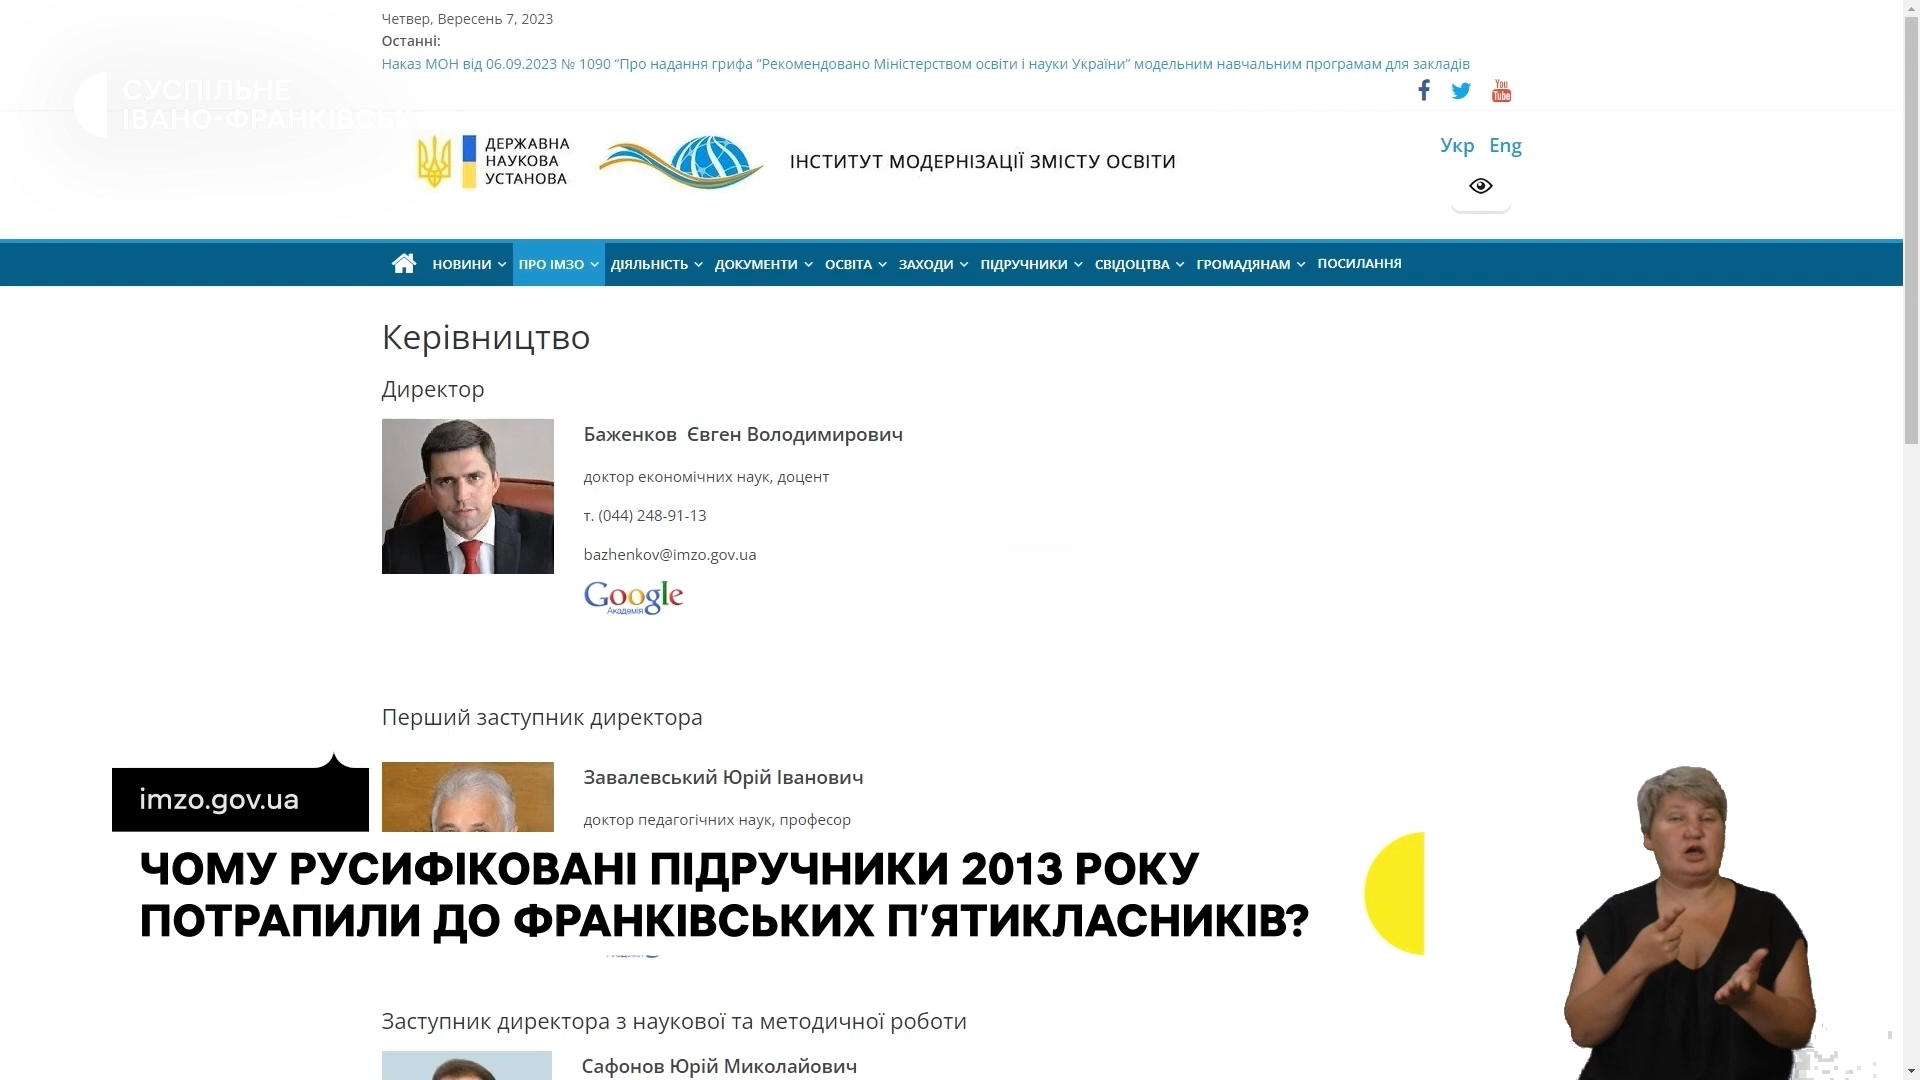 Четвер, Вересень 7, 2023
Останні:
Наказ МОН від 06.09.2023 № 1090 “Про надання грифа “Рекомендовано Міністерством освіти і науки України” модельним навчальним програмам для закладів
СУСПІЛЬНЕ
ІВАНО-ФРАНКІВСЬК
You
Tube
ДЕРЖАВНА
НАУКОВА
УСТАНОВА
ІНСТИТУТ МОДЕРНІЗАЦІЇ ЗМІСТУ ОСВІТИ
Укр Eng
НОВИНИ ПРО ІМЗО ДІЯЛЬНІСТЬ ДОКУМЕНТИ ОСВІТА ЗАХОДИ ПІДРУЧНИКИ СВІДОЦТВА ГРОМАДЯНАМ ПОСИЛАННЯ
Керівництво
Директор
Баженков Євген Володимирович
доктор економічних наук, доцент
т. (044) 248-91-13
bazhenkov@imzo.gov.ua
Google
Академія
Перший заступник директора
Завалевський Юрій Іванович
imzo.gov.ua
доктор педагогічних наук, професор
ЧОМУ РУСИФІКОВАНІ ПІДРУЧНИКИ 2013 РОКУ
ПОТРАПИЛИ ДО ФРАНКІВСЬКИХ П’ЯТИКЛАСНИКІВ?
Заступник директора з наукової та методичної роботи
Сафонов Юрій Миколайович